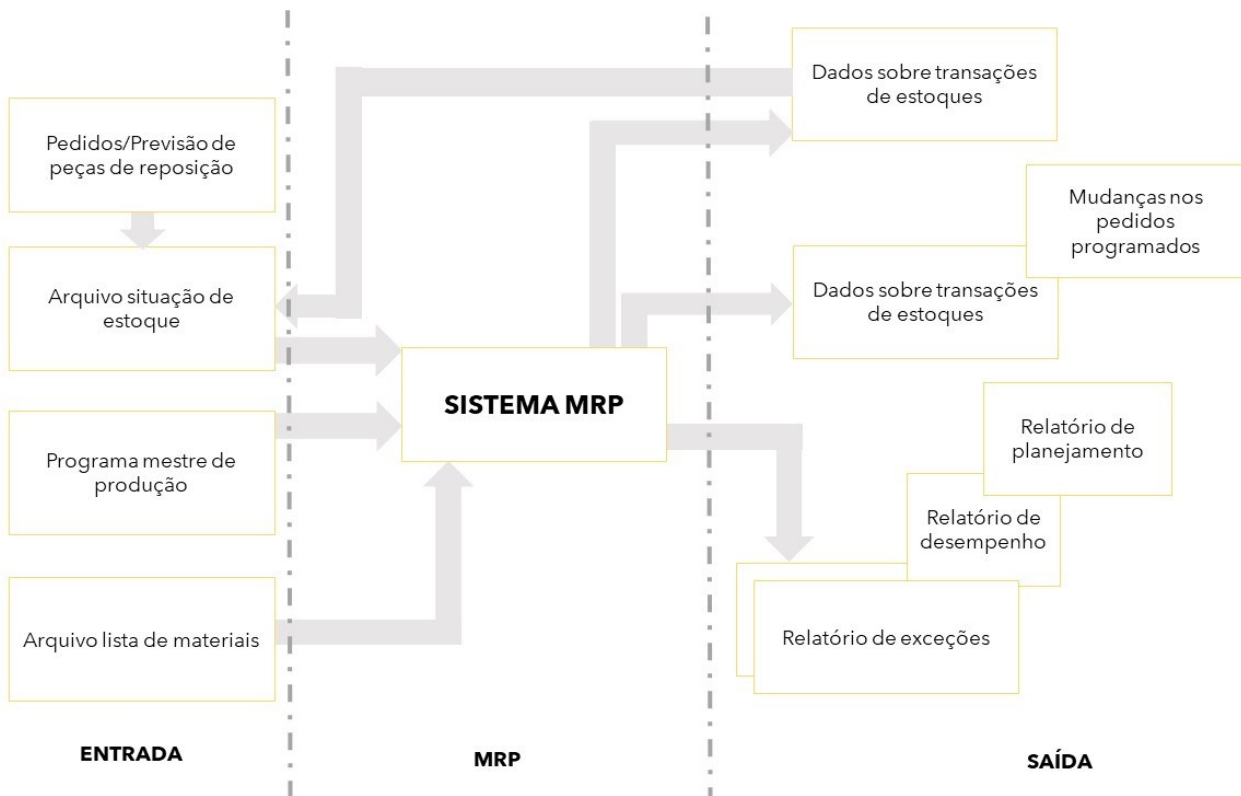 Pedidos/Previsão de
peças de reposição
Arquivo situação de
estoque
Programa mestre de
produção
Arquivo lista de materiais
ENTRADA
SISTEMA MRP
MRP
Dados sobre transações
de estoques
Mudanças nos
pedidos
programados
Dados sobre transações
de estoques
Relatório de
planejamento
Relatório de
desempenho
Relatório de exceções
SAÍDA